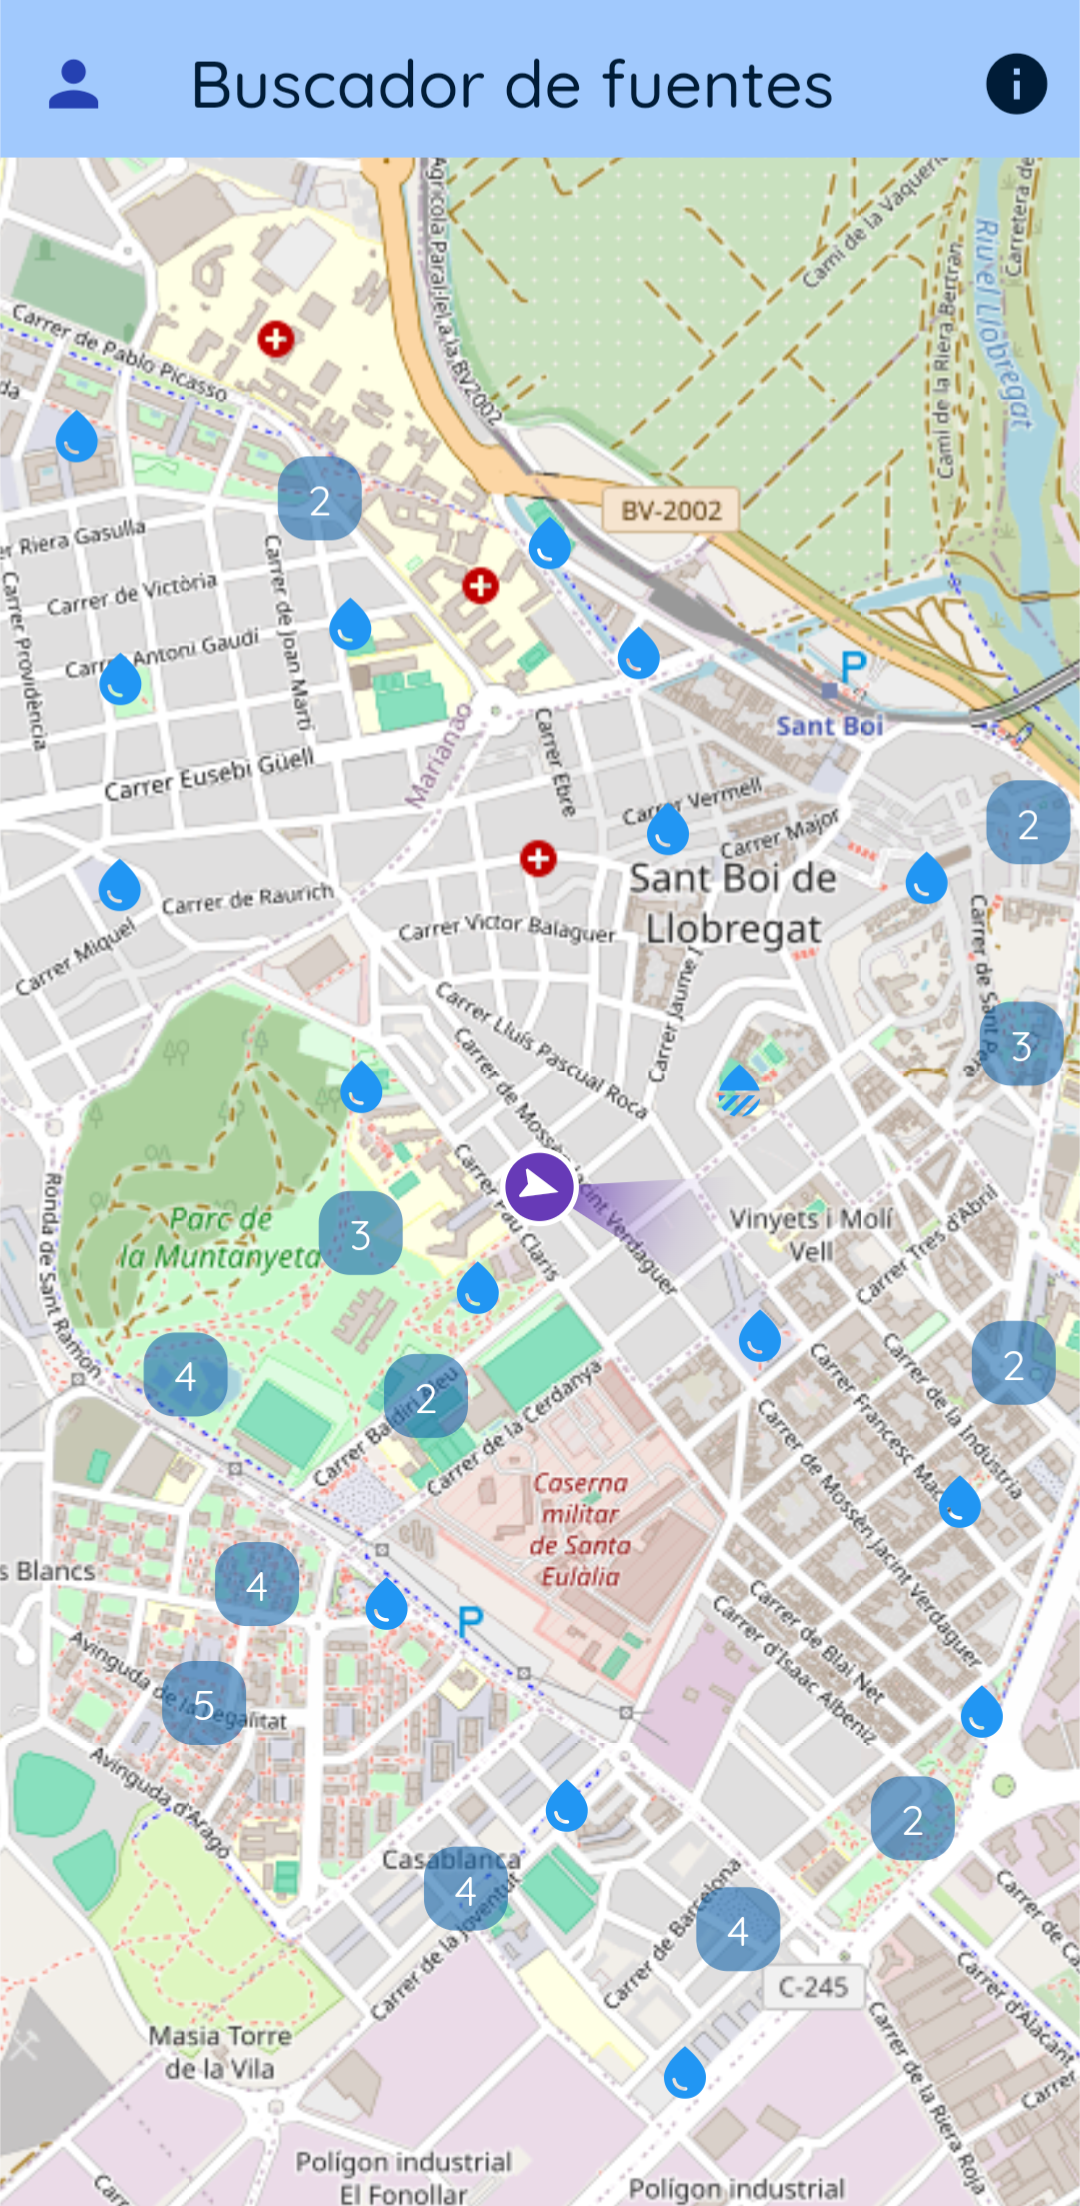 Buscador de fuentes
Agrícola Paral·lel a la BV2002
Camí de la Vaqueria
Camí de la Riera Bertran
Riu el Llobregat
Carretera de
Carrer de Pablo Picasso
da
2
BV-2002
er Riera Gasulla
Carrer de Victòria
Carrer Antoni Gaudí
Carrer Providència
Carrer de Joan Martí
P
Sant Boi
Marianao
Carrer Ebre
Carrer Eusebi Güell
Carrer Vermell
Carrer Major
2
Sant Boi de
Llobregat
Carrer de Raurich
Carrer Miquel
Carrer Victor Balaguer
Carrer Jaume I
Carrer de Sant Pere
Carrer Lluís Pascual Roca
3
Carrer de Mossèn Jacint Verdaguer
Carrer Pau Claris
Ronda de Sant Ramon
Parc de
la Muntanyeta
3
Vinyets i Molí
Vell
Carrer Tres d'Abril
4
2
2
Carrer Baldiri
Carrer de la Cerdanya
Carrer Francesc
Carrer de la Indústria
Carrer de Mossèn Jacint Verdaguer
Caserna
militar
de Santa
Eulàlia
s Blancs
4
P
Carrer de Blai Net
Carrer d'Isaac Albeniz
Avinguda de la Legalitat
5
Avinguda d'Aragó
2
Casablanca
4
Carrer de la Joventut
Carrer de Barcelona
4
C-245
Carrer de Ca
Carrer d'Alacant
Carrer
Carrer de la Riera Roja
Masia Torre
de la Vila
Carr
Polígon industrial
El Fonollar
Polígon industrial